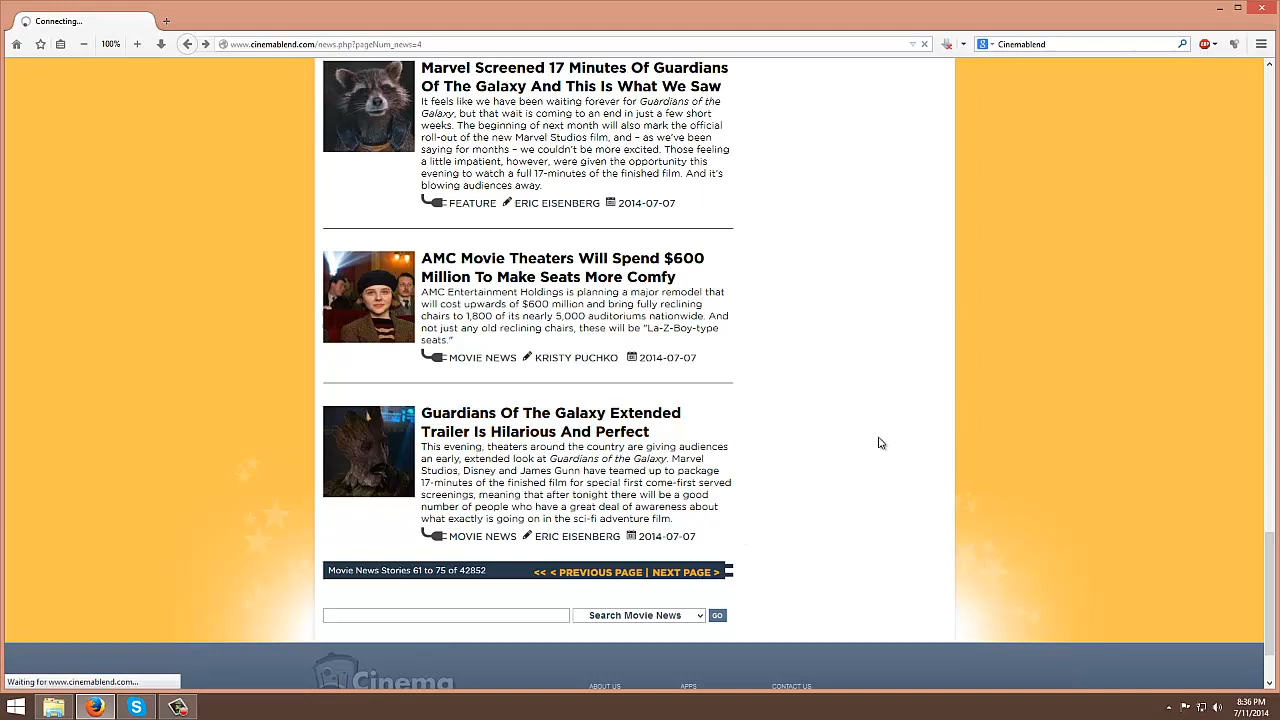 Connecting...
100%
www.cinemablend.com/news.php?pageNum_news=4
Cinemablend
Marvel Screened 17 Minutes Of Guardians
Of The Galaxy And This Is What We Saw
It feels like we have been waiting forever for Guardians of the
Galaxy, but that wait is coming to an end in just a few short
weeks. The beginning of next month will also mark the official
roll-out of the new Marvel Studios film, and – as we've been
saying for months – we couldn't be more excited. Those feeling
a little impatient, however, were given the opportunity this
evening to watch a full 17-minutes of the finished film. And it's
blowing audiences away.
FEATURE ERIC EISENBERG 2014-07-07
AMC Movie Theaters Will Spend $600
Million To Make Seats More Comfy
AMC Entertainment Holdings is planning a major remodel that
will cost upwards of $600 million and bring fully reclining
chairs to 1,800 of its nearly 5,000 auditoriums nationwide. And
not just any old reclining chairs, these will be "La-Z-Boy-type
seats."
MOVIE NEWS KRISTY PUCHKO 2014-07-07
Guardians Of The Galaxy Extended
Trailer Is Hilarious And Perfect
This evening, theaters around the country are giving audiences
an early, extended look at Guardians of the Galaxy. Marvel
Studios, Disney and James Gunn have teamed up to package
17-minutes of the finished film for special first come-first served
screenings, meaning that after tonight there will be a good
number of people who have a great deal of awareness about
what exactly is going on in the sci-fi adventure film.
MOVIE NEWS ERIC EISENBERG 2014-07-07
Movie News Stories 61 to 75 of 42852 << < PREVIOUS PAGE | NEXT PAGE >
Search Movie News GO
Cinema
ABOUT US APPS CONTACT US
Waiting for www.cinemablend.com...
8:36 PM
7/11/2014